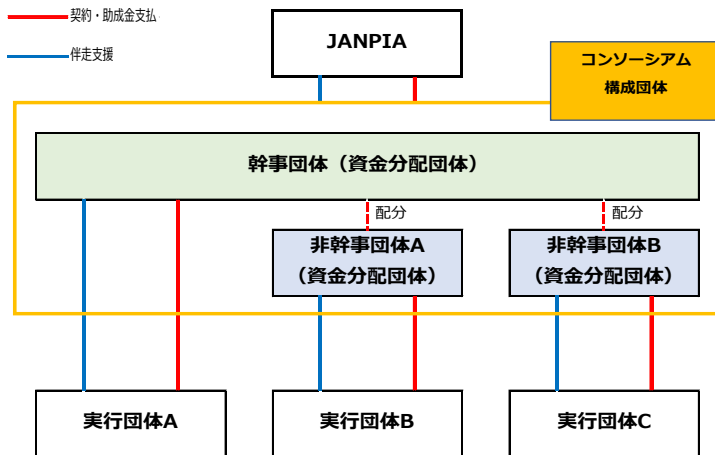 契約・助成金支払
伴走支援
JANPIA
コンソーシアム
構成団体
幹事団体（資金分配団体）
配分
配分
非幹事団体A
（資金分配団体）
非幹事団体B
（資金分配団体）
実行団体A
実行団体B
実行団体C